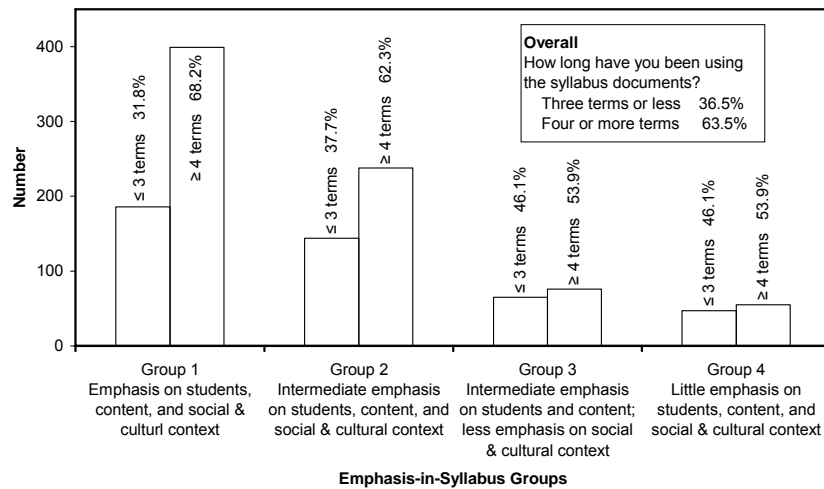 Number
400
300
200
100
0
≤ 3 terms 31.8%
≥ 4 terms 68.2%
≤ 3 terms 37.7%
≥ 4 terms 62.3%
≤ 3 terms 46.1%
≥ 4 terms 53.9%
≤ 3 terms 46.1%
≥ 4 terms 53.9%
Overall
How long have you been using
the syllabus documents?
Three terms or less 36.5%
Four or more terms 63.5%
Group 1
Emphasis on students,
content, and social &
culturl context
Group 2
Intermediate emphasis
on students, content, and
social & cultural context
Group 3
Intermediate emphasis
on students and content;
less emphasis on social
& cultural context
Group 4
Little emphasis on
students, content, and
social & cultural context
Emphasis-in-Syllabus Groups